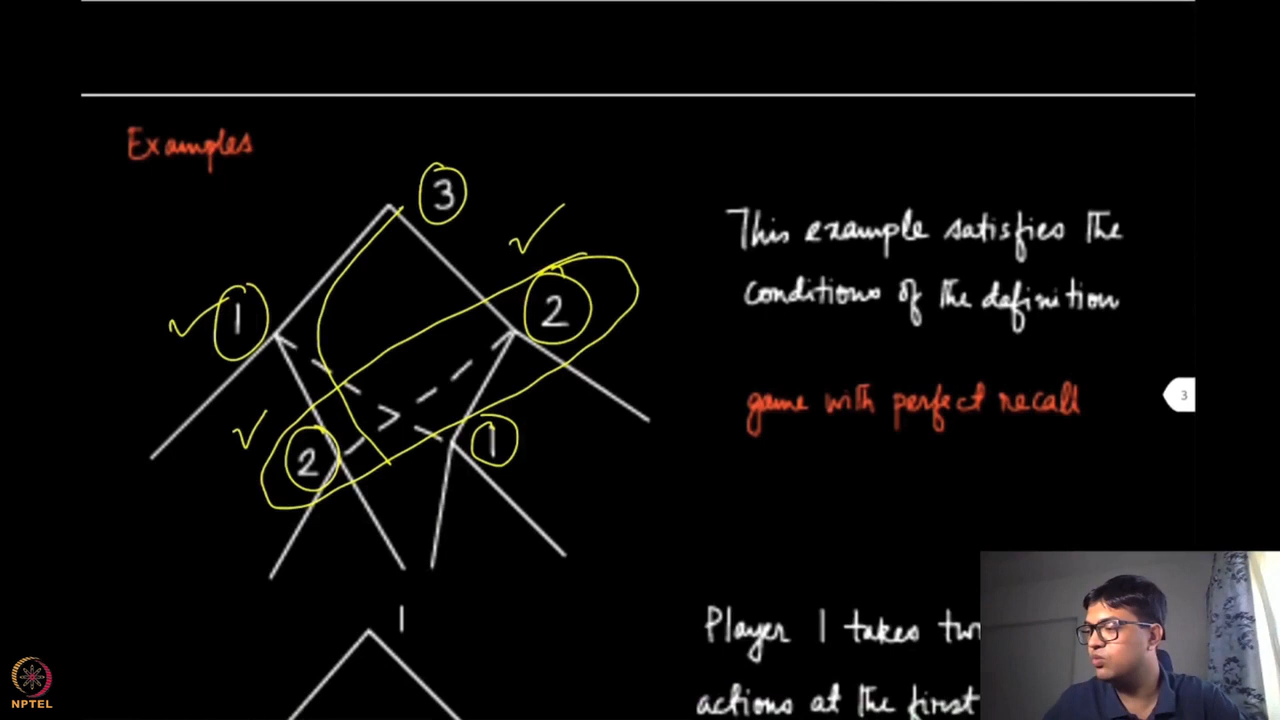 Examples
3
This example satisfies the
conditions of the definition
1
2
game with perfect recall
3
2
1
1
Player 1 takes
actions at the first
NPTEL